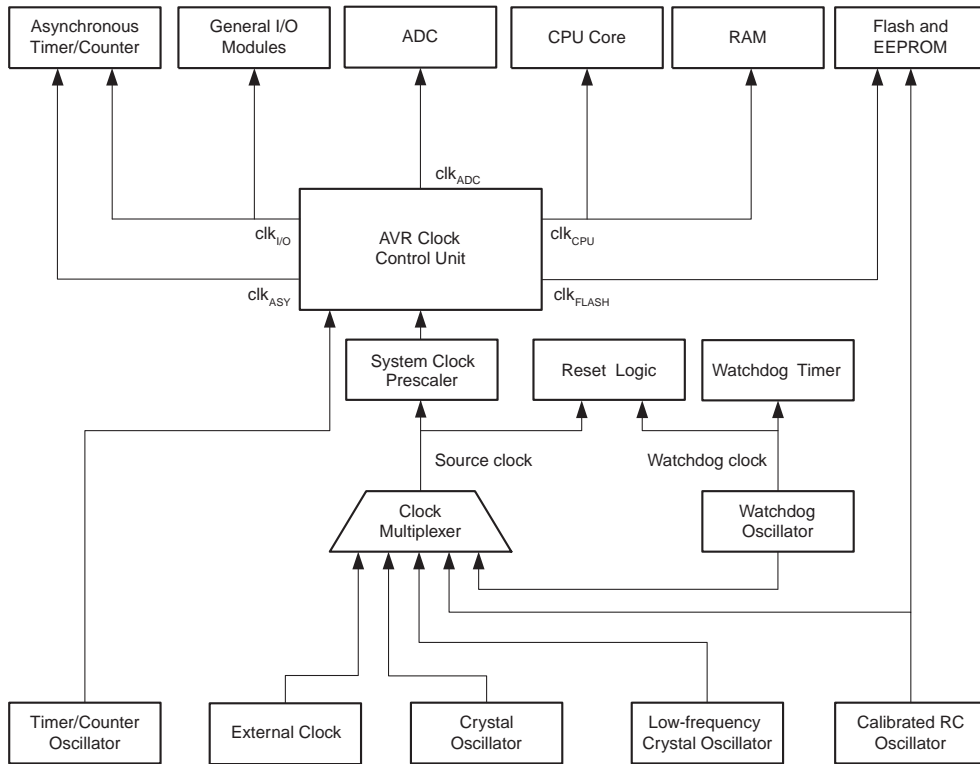 Asynchronous
Timer/Counter
General I/O
Modules
ADC
CPU Core
RAM
Flash and
EEPROM
clkADC
clkI/O
AVR Clock
Control Unit
clkCPU
clkASY
clkFLASH
System Clock
Prescaler
Reset Logic
Watchdog Timer
Source clock
Watchdog clock
Clock
Multiplexer
Watchdog
Oscillator
Timer/Counter
Oscillator
External Clock
Crystal
Oscillator
Low-frequency
Crystal Oscillator
Calibrated RC
Oscillator